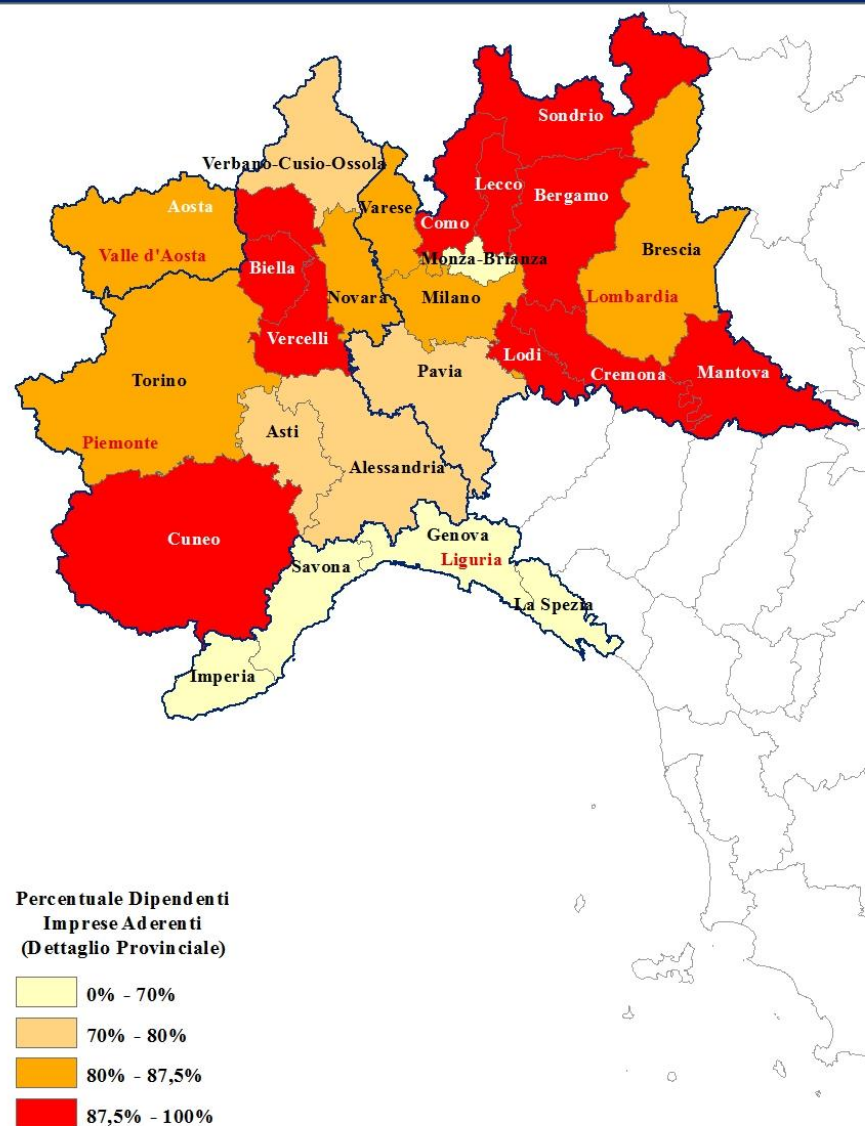 Sondrio
Verbano-Cusio-Ossola
Lecco
Bergamo
Aosta
Varese
Como
Valle d'Aosta
Biella
Monza-Brianza
Brescia
Novara
Milano
Lombardia
Vercelli
Lodi
Pavia
Cremona
Mantova
Torino
Asti
Piemonte
Alessandria
Cuneo
Genova
Savona
Liguria
La Spezia
Imperia
Percentuale Dipendenti
Imprese Aderenti
(Dettaglio Provinciale)
0% - 70%
70% - 80%
80% - 87,5%
87,5% - 100%